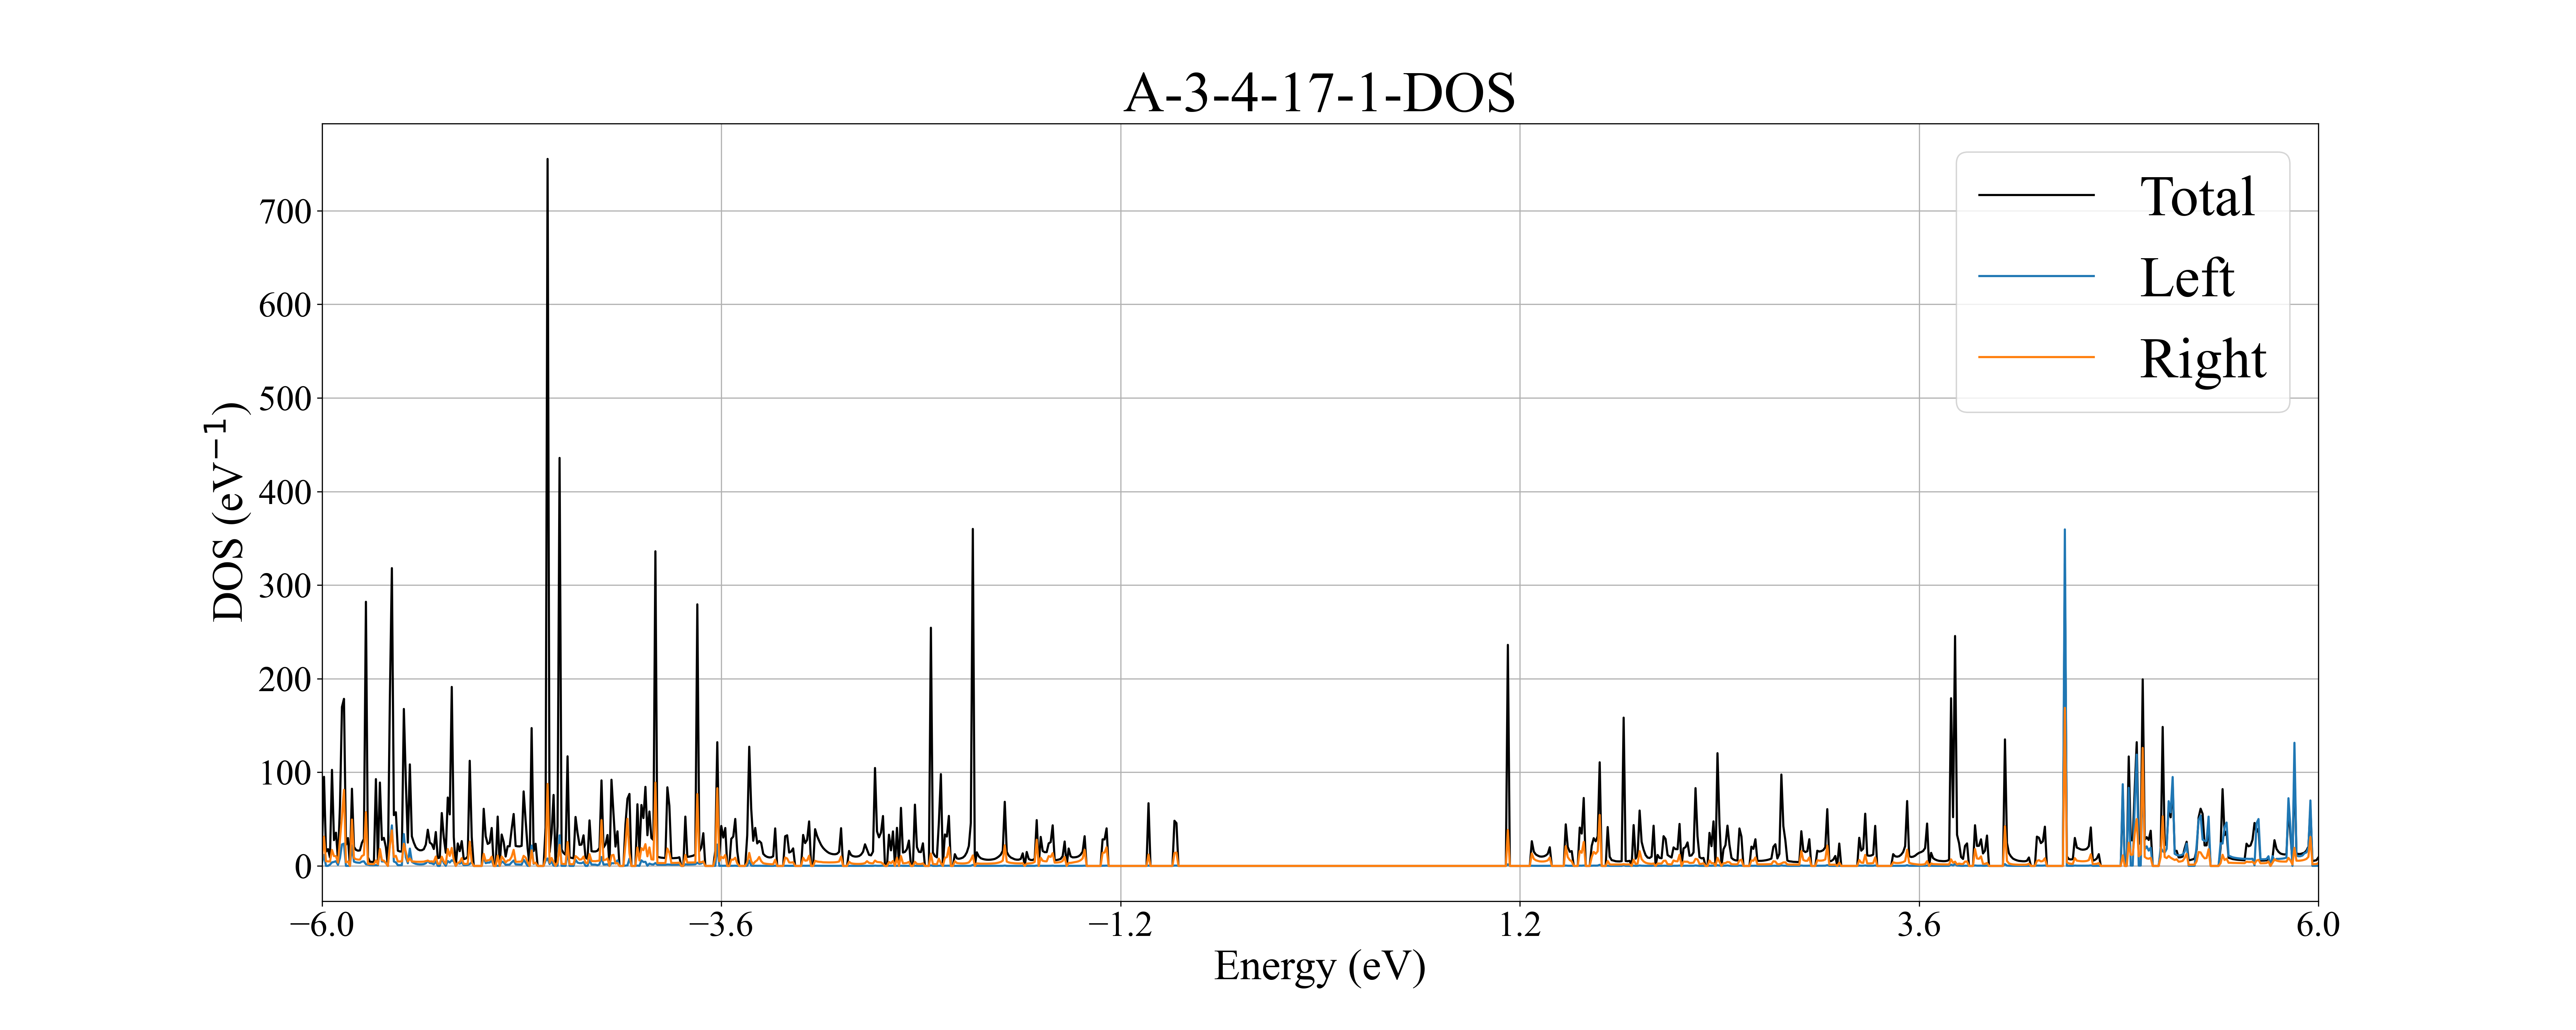 A-3-4-17-1-DOS
Total
Left
Right
DOS (eV⁻¹)
700
600
500
400
300
200
100
0
−6.0 −3.6 −1.2 1.2 3.6 6.0
Energy (eV)